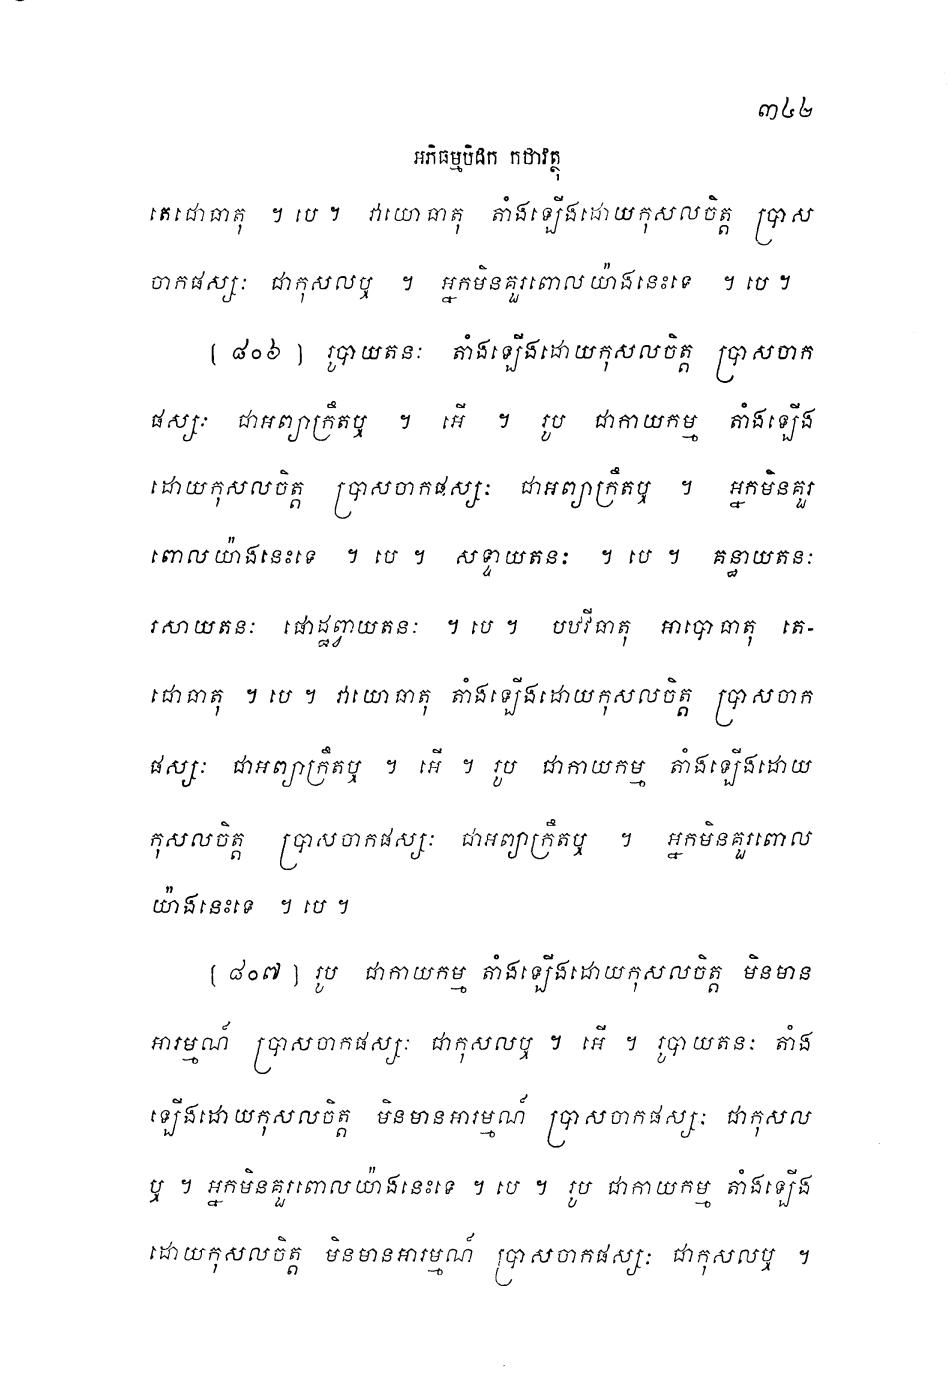 ៣៤២
អភិធម្មបិដក កថាវត្ថុ
តេជោធាតុ ។ បេ ។ វាយោធាតុ តាំងឡើងដោយកុសលចិត្ត ប្រាស
ចាកផស្សៈ ជាកុសលឬ ។ អ្នកមិនគួរពោលយ៉ាងនេះទេ ។ បេ ។
[ ៨០៦ ] រូបាយតនៈ តាំងឡើងដោយកុសលចិត្ត ប្រាសចាក
ផស្សៈ ជាអព្យាក្រឹតឬ ។ អើ ។ រូប ជាកាយកម្ម តាំងឡើង
ដោយកុសលចិត្ត ប្រាសចាកផស្សៈ ជាអព្យាក្រឹតឬ ។ អ្នកមិនគួរ
ពោលយ៉ាងនេះទេ ។ បេ ។ សទ្ទាយតនៈ ។ បេ ។ គន្ធាយតនៈ
រសាយតនៈ ផោដ្ឋព្វាយតនៈ ។ បេ ។ បឋវីធាតុ អាបោធាតុ តេ-
ជោធាតុ ។ បេ ។ វាយោធាតុ តាំងឡើងដោយកុសលចិត្ត ប្រាសចាក
ផស្សៈ ជាអព្យាក្រឹតឬ ។ អើ ។ រូប ជាកាយកម្ម តាំងឡើងដោយ
កុសលចិត្ត ប្រាសចាកផស្សៈ ជាអព្យាក្រឹតឬ ។ អ្នកមិនគួរពោល
យ៉ាងនេះទេ ។ បេ ។
[ ៨០៧ ] រូប ជាកាយកម្ម តាំងឡើងដោយកុសលចិត្ត មិនមាន
អារម្មណ៍ ប្រាសចាកផស្សៈ ជាកុសលឬ ។ អើ ។ រូបាយតនៈ តាំង
ឡើងដោយកុសលចិត្ត មិនមានអារម្មណ៍ ប្រាសចាកផស្សៈ ជាកុសល
ឬ ។ អ្នកមិនគួរពោលយ៉ាងនេះទេ ។ បេ ។ រូប ជាកាយកម្ម តាំងឡើង
ដោយកុសលចិត្ត មិនមានអារម្មណ៍ ប្រាសចាកផស្សៈ ជាកុសលឬ ។